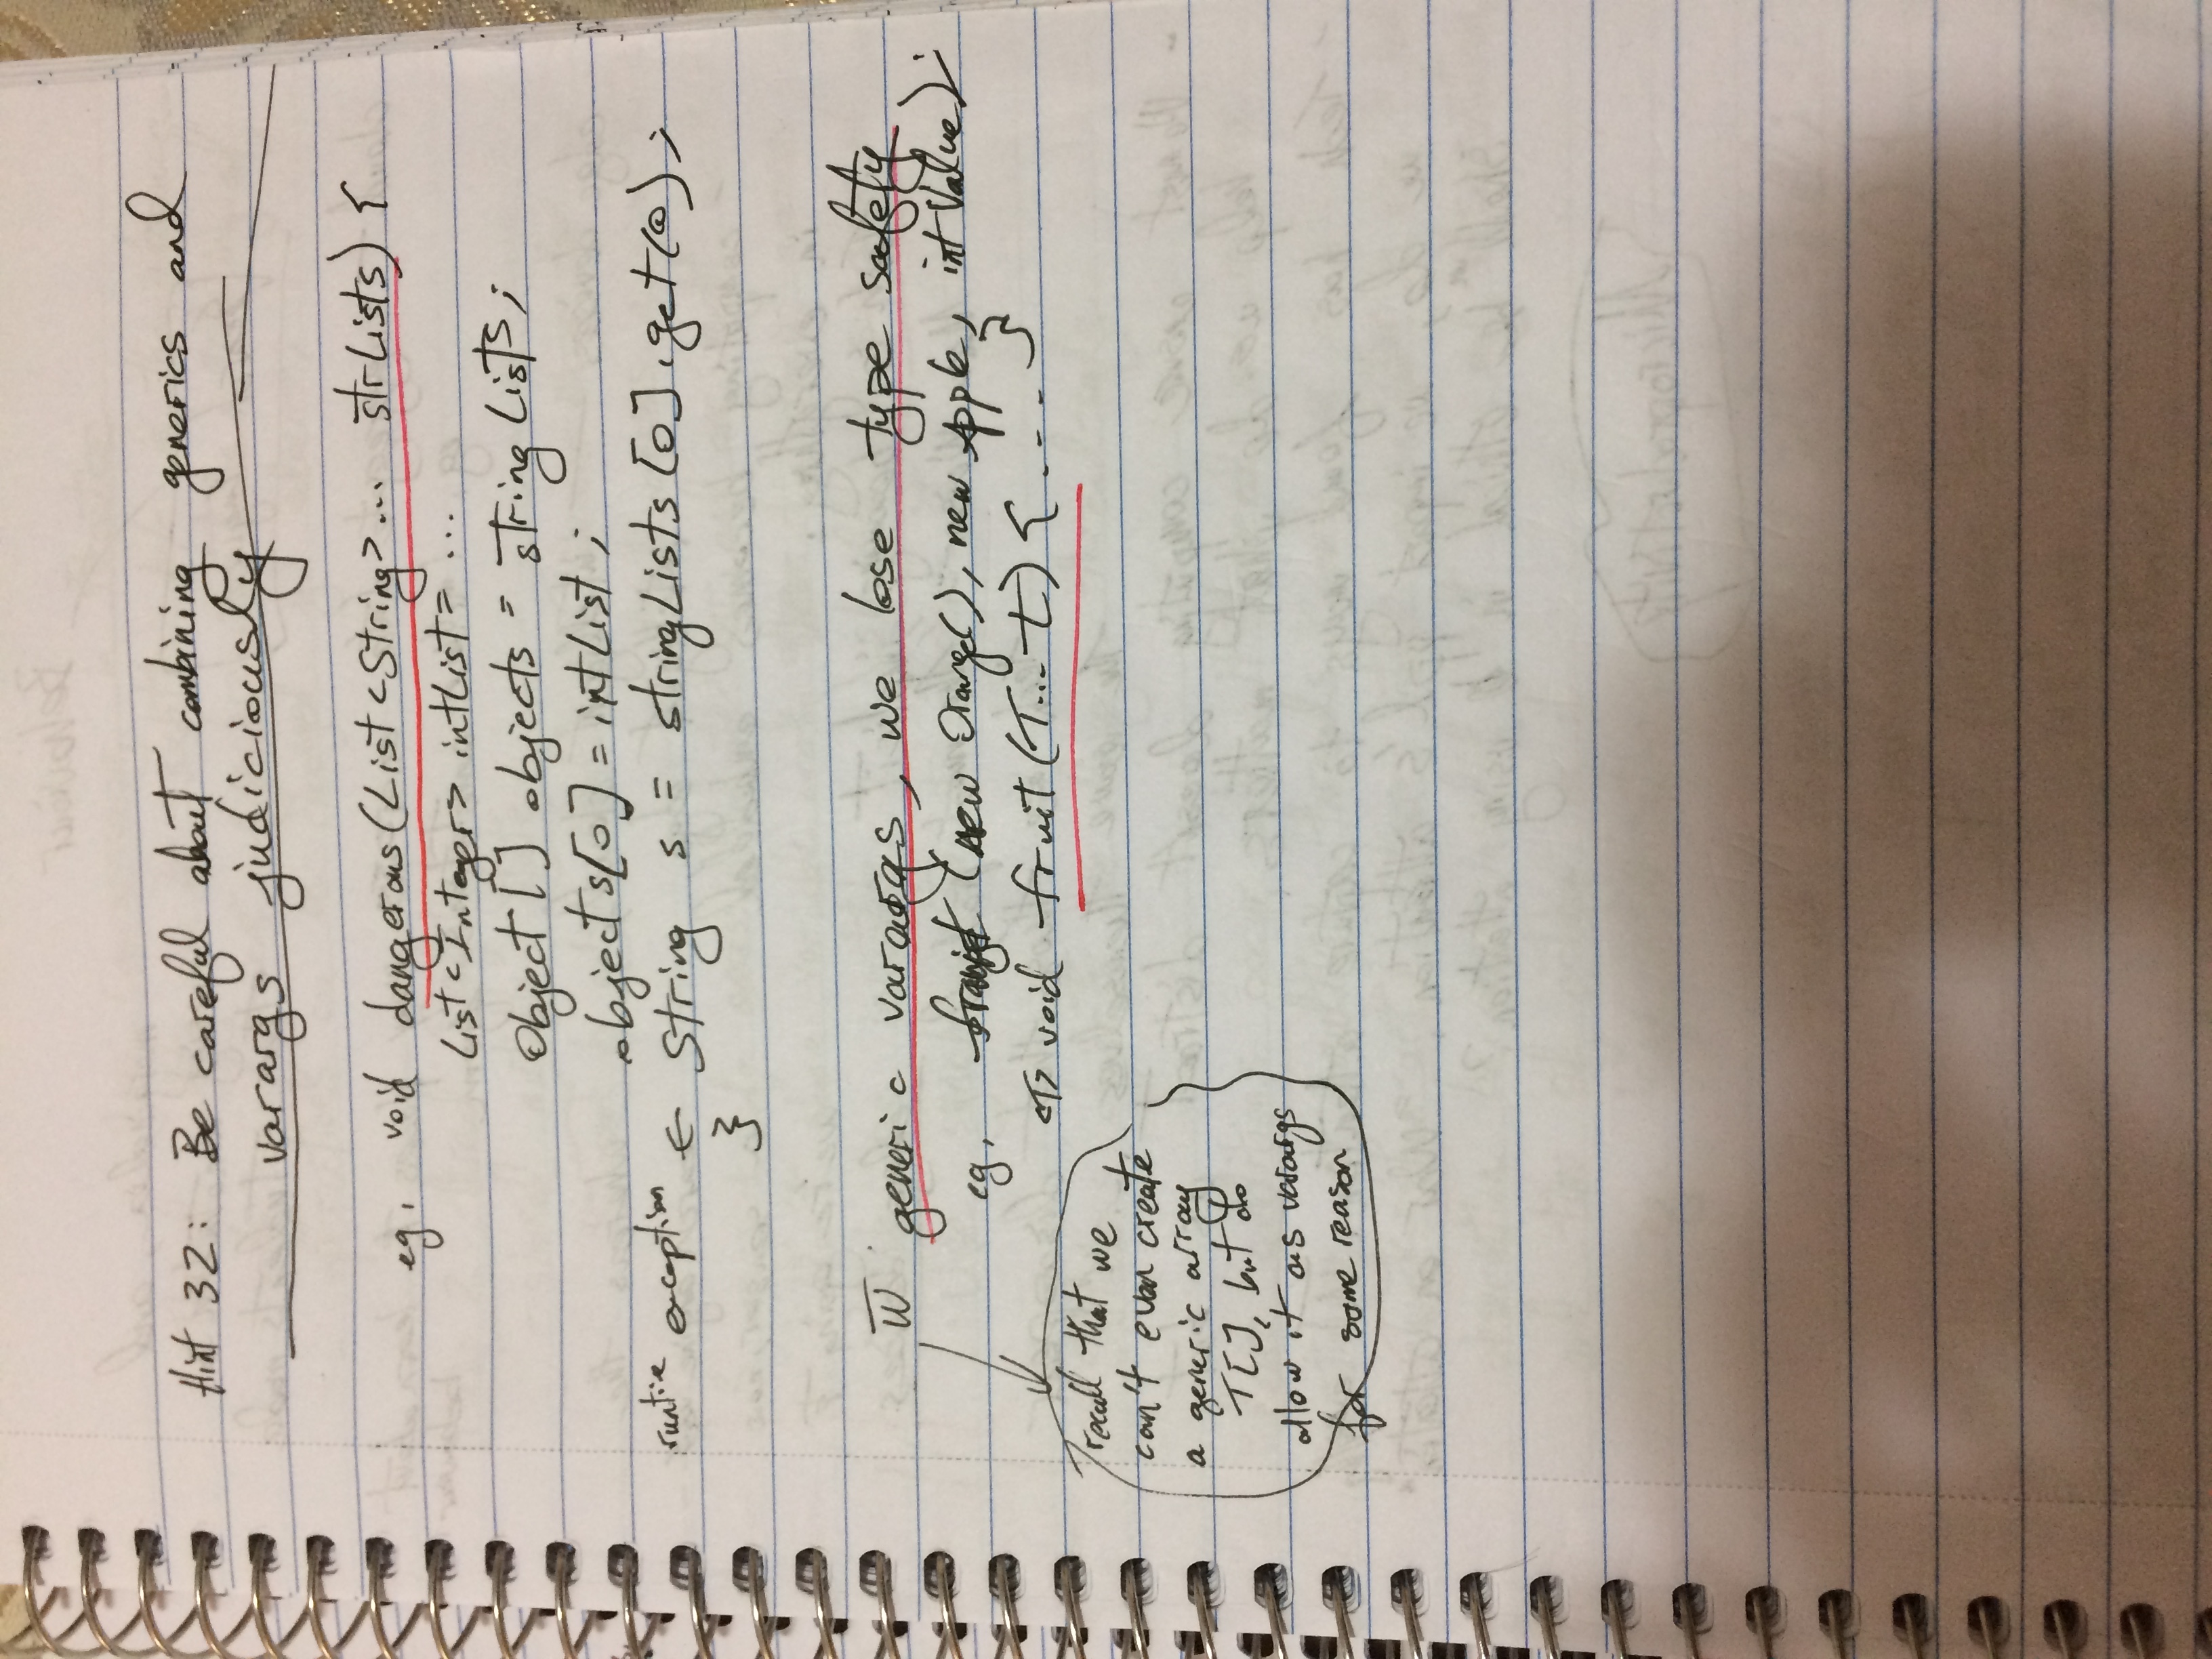 Hint 32: Be careful about combining generics and
varargs judiciously
eg, void dangerous(List<String>... strLists) {
List<Integer> intList = ...
Object[] objects = stringLists;
objects[0] = intList;
runtie exception ← String s = stringLists[0].get(0);
}
w̅ generic varargs, we lose type safety
eg, (new Orange(), new Apple, intValue);
<T> void fruit(T... t) { ... }
recall that we
can't even create
a generic array
T[], but do
allow it as varargs
for some reason